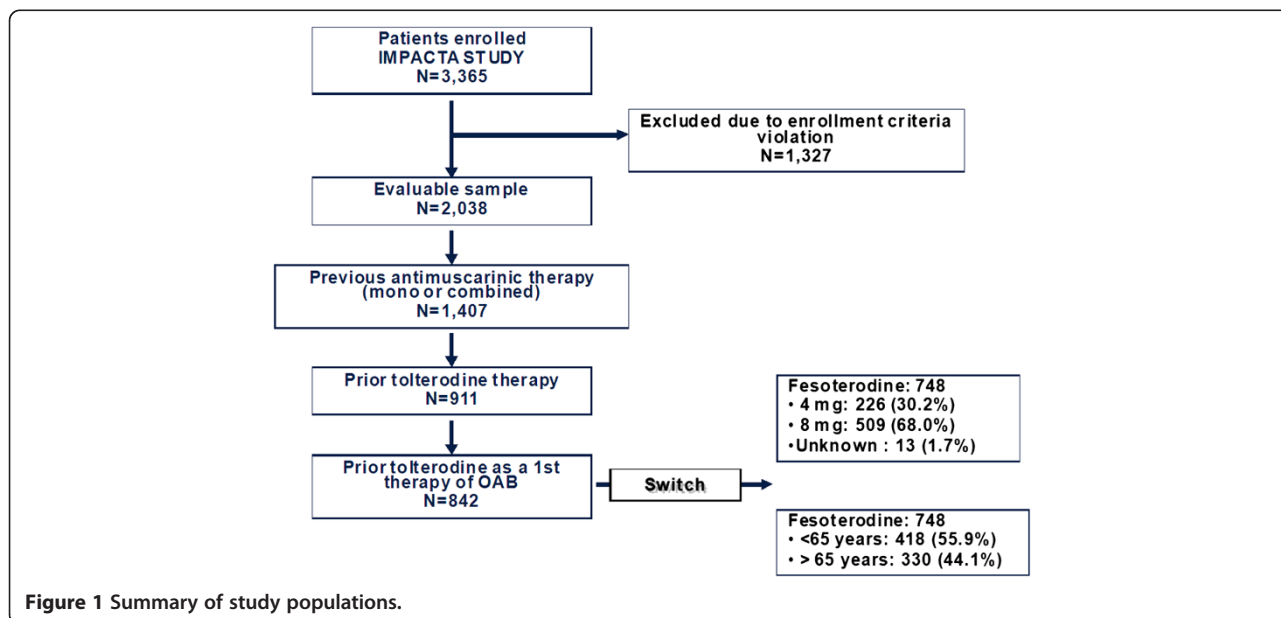 Patients enrolled
IMPACTA STUDY
N=3,365
Excluded due to enrollment criteria
violation
N=1,327
Evaluable sample
N=2,038
Previous antimuscarinic therapy
(mono or combined)
N=1,407
Prior tolterodine therapy
N=911
Prior tolterodine as a 1st
therapy of OAB
N=842
Switch
Fesoterodine: 748
• 4 mg: 226 (30.2%)
• 8 mg: 509 (68.0%)
•Unknown : 13 (1.7%)
Fesoterodine: 748
• <65 years: 418 (55.9%)
• > 65 years: 330 (44.1%)
Figure 1 Summary of study populations.